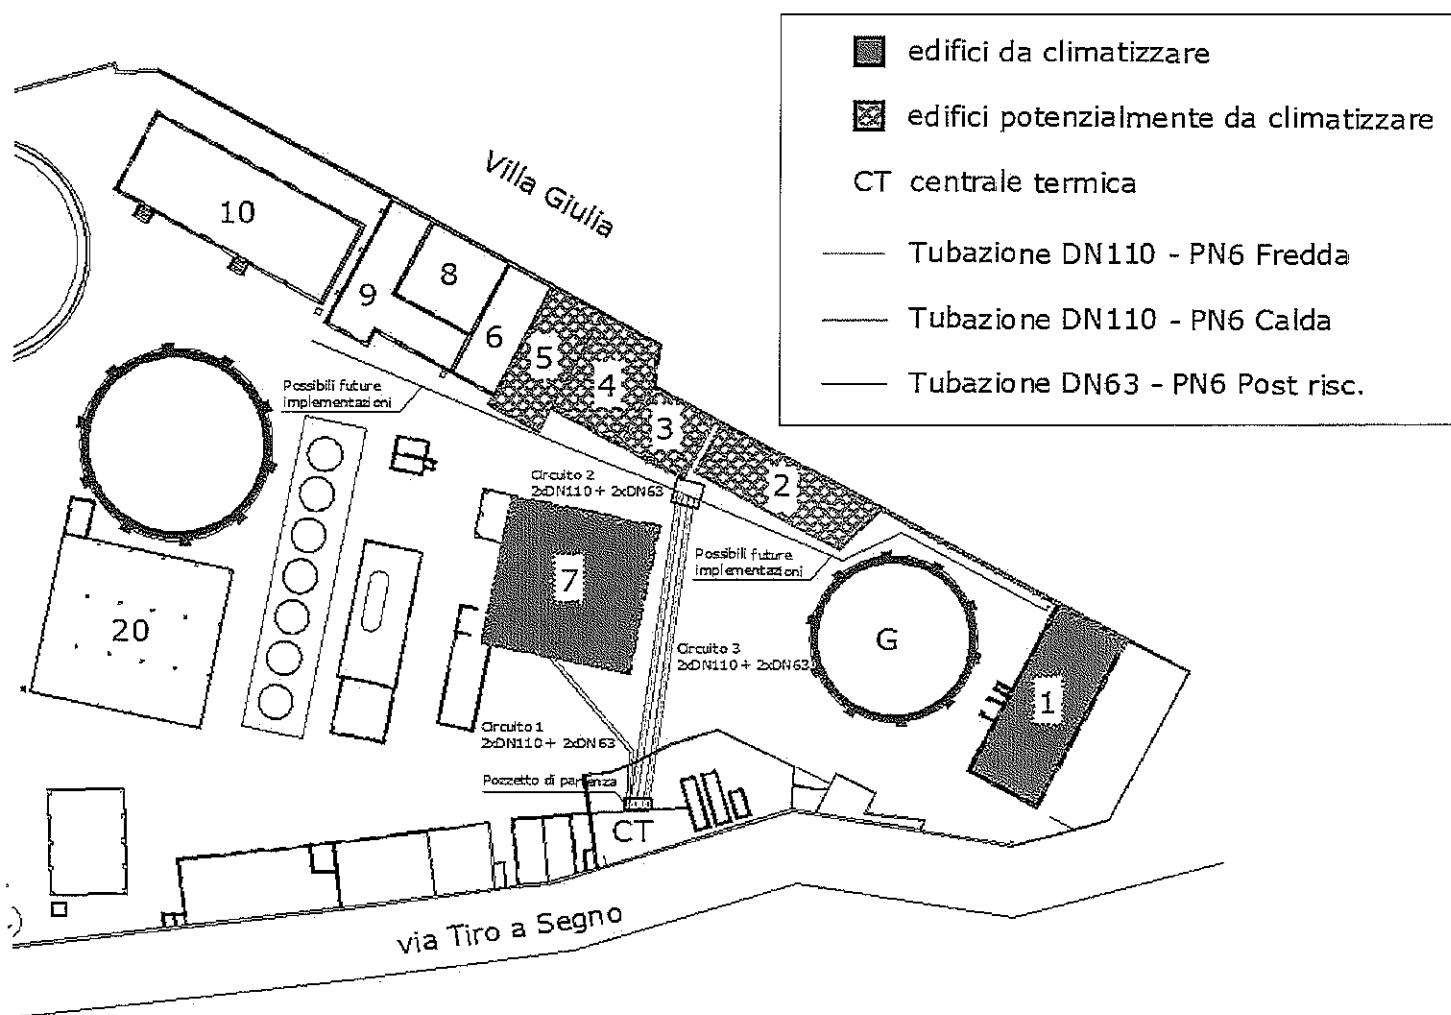 edifici da climatizzare
edifici potenzialmente da climatizzare
CT centrale termica
Tubazione DN110 - PN6 Fredda
Tubazione DN110 - PN6 Calda
Tubazione DN63 - PN6 Post risc.
Villa Giulia
10
9
8
6
5
4
3
2
Possibili future
implementazioni
Circuito 2
2xDN110 + 2xDN63
Possibili future
implementazioni
7
20
G
1
Circuito 3
2xDN110 + 2xDN63
Circuito 1
2xDN110 + 2xDN63
Pozzetto di partenza
CT
via Tiro a Segno